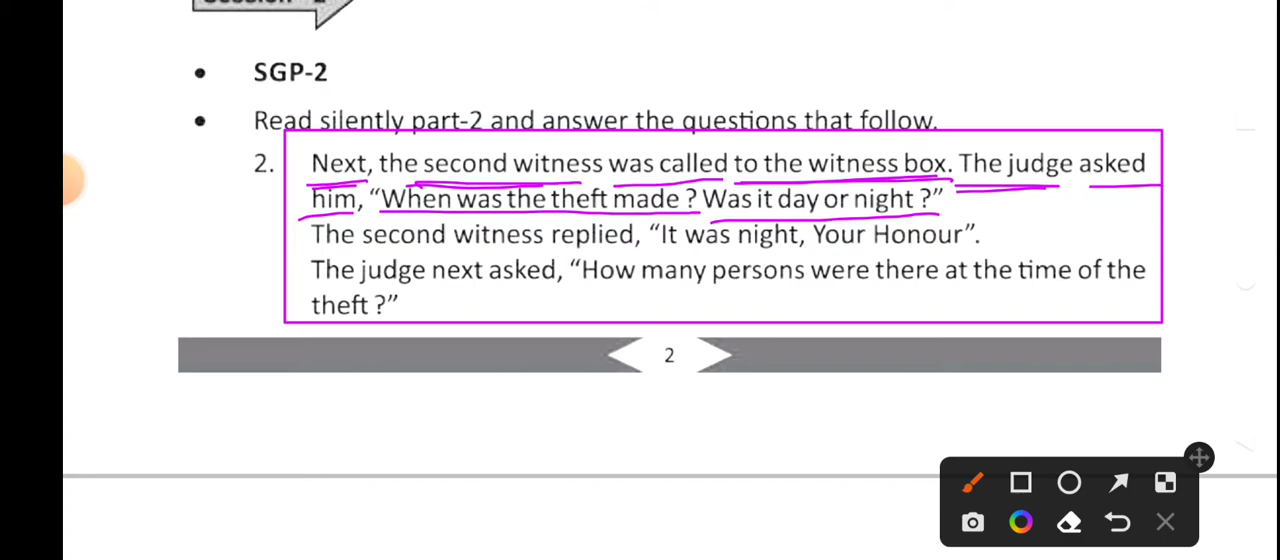 • SGP-2
• Read silently part-2 and answer the questions that follow.
2. Next, the second witness was called to the witness box. The judge asked
him, “When was the theft made ? Was it day or night ?”
The second witness replied, “It was night, Your Honour”.
The judge next asked, “How many persons were there at the time of the
theft ?”
2